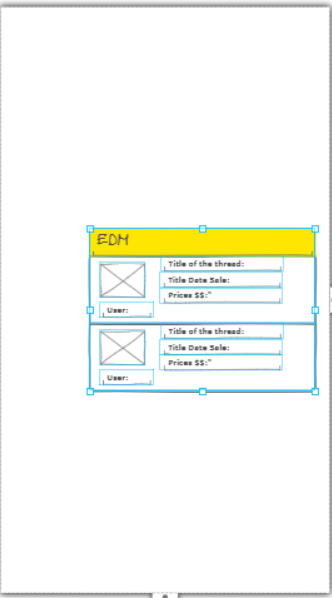 EDM
Title of the thread:
Title Date Sale:
Prices $$:"
User:
Title of the thread:
Title Date Sale:
Prices $$:"
User: